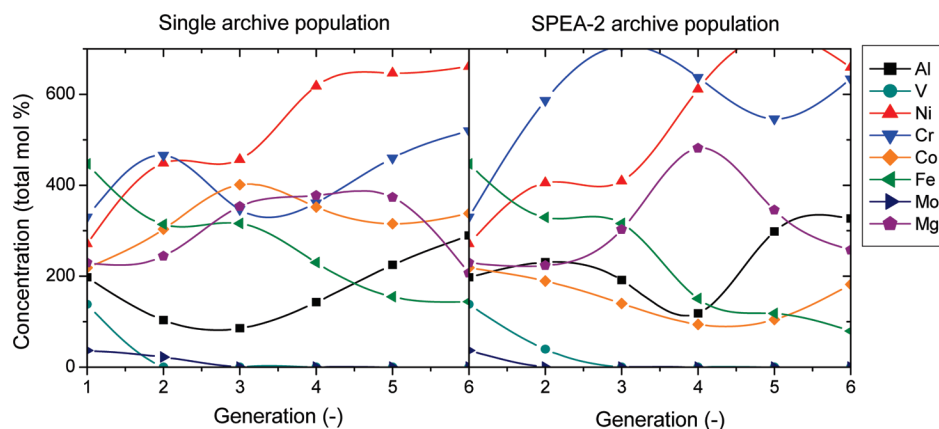 Single archive population
SPEA-2 archive population
Concentration (total mol %)
600
400
200
0
1 2 3 4 5 6
2 3 4 5 6
Generation (-)
Generation (-)
Al
V
Ni
Cr
Co
Fe
Mo
Mg